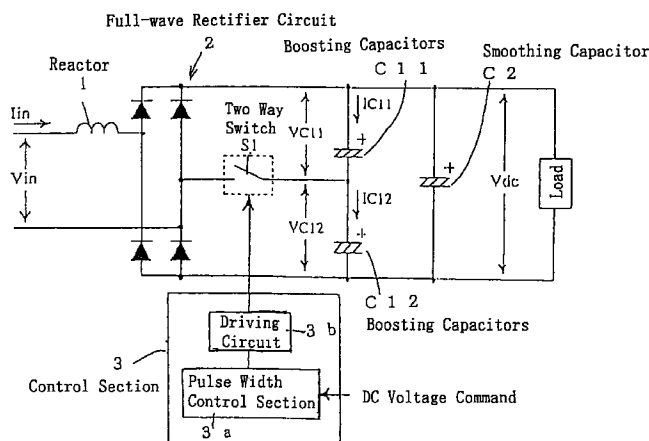 Full-wave Rectifier Circuit
2
Boosting Capacitors
C 1 1
Smoothing Capacitor
C 2
Reactor
1
Iin
Two Way
Switch
S1
VC11
IC11
+
+
Vin
Vdc
Load
VC12
IC12
+
C 1 2
Boosting Capacitors
Driving
Circuit
3 b
3
Control Section
Pulse Width
Control Section
3 a
DC Voltage Command